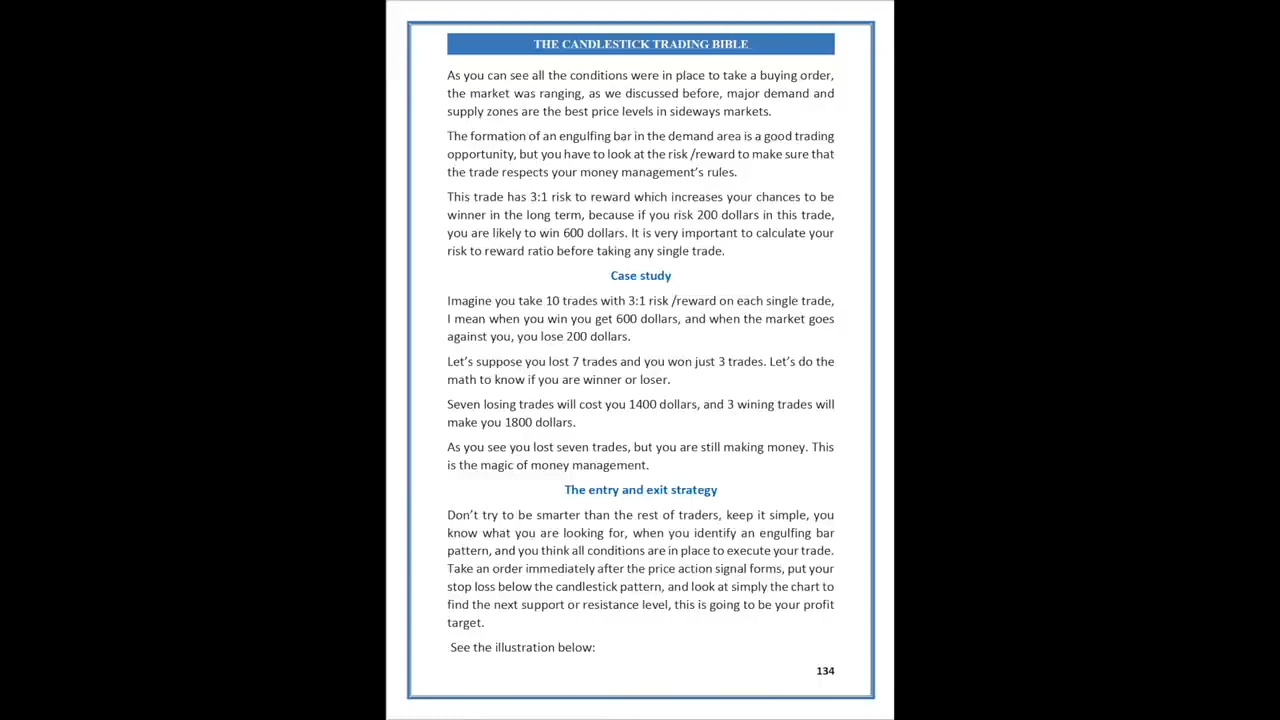 THE CANDLESTICK TRADING BIBLE
As you can see all the conditions were in place to take a buying order,
the market was ranging, as we discussed before, major demand and
supply zones are the best price levels in sideways markets.
The formation of an engulfing bar in the demand area is a good trading
opportunity, but you have to look at the risk /reward to make sure that
the trade respects your money management's rules.
This trade has 3:1 risk to reward which increases your chances to be
winner in the long term, because if you risk 200 dollars in this trade,
you are likely to win 600 dollars. It is very important to calculate your
risk to reward ratio before taking any single trade.
Case study
Imagine you take 10 trades with 3:1 risk /reward on each single trade,
I mean when you win you get 600 dollars, and when the market goes
against you, you lose 200 dollars.
Let's suppose you lost 7 trades and you won just 3 trades. Let's do the
math to know if you are winner or loser.
Seven losing trades will cost you 1400 dollars, and 3 wining trades will
make you 1800 dollars.
As you see you lost seven trades, but you are still making money. This
is the magic of money management.
The entry and exit strategy
Don't try to be smarter than the rest of traders, keep it simple, you
know what you are looking for, when you identify an engulfing bar
pattern, and you think all conditions are in place to execute your trade.
Take an order immediately after the price action signal forms, put your
stop loss below the candlestick pattern, and look at simply the chart to
find the next support or resistance level, this is going to be your profit
target.
See the illustration below:
134